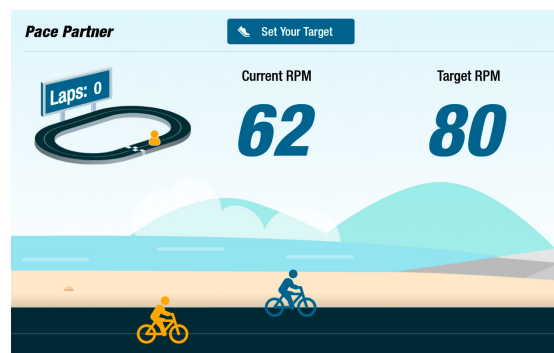 Pace Partner
Set Your Target
Laps: 0
Current RPM
Target RPM
62
80